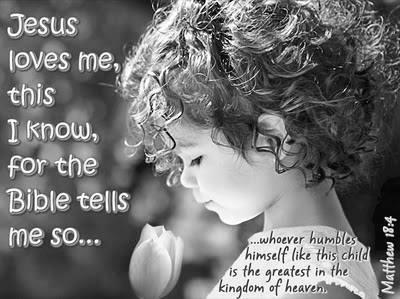 Jesus
loves me,
this
I know,
for the
Bible tells
me so...
...whoever humbles
himself like this child
is the greatest in the
kingdom of heaven.
Matthew 18:4